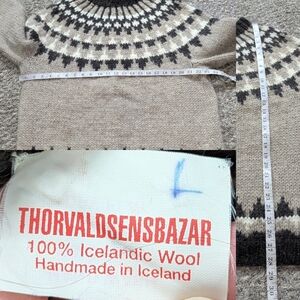 L
THORVALDSENSBAZAR
100% Icelandic Wool
Handmade in Iceland